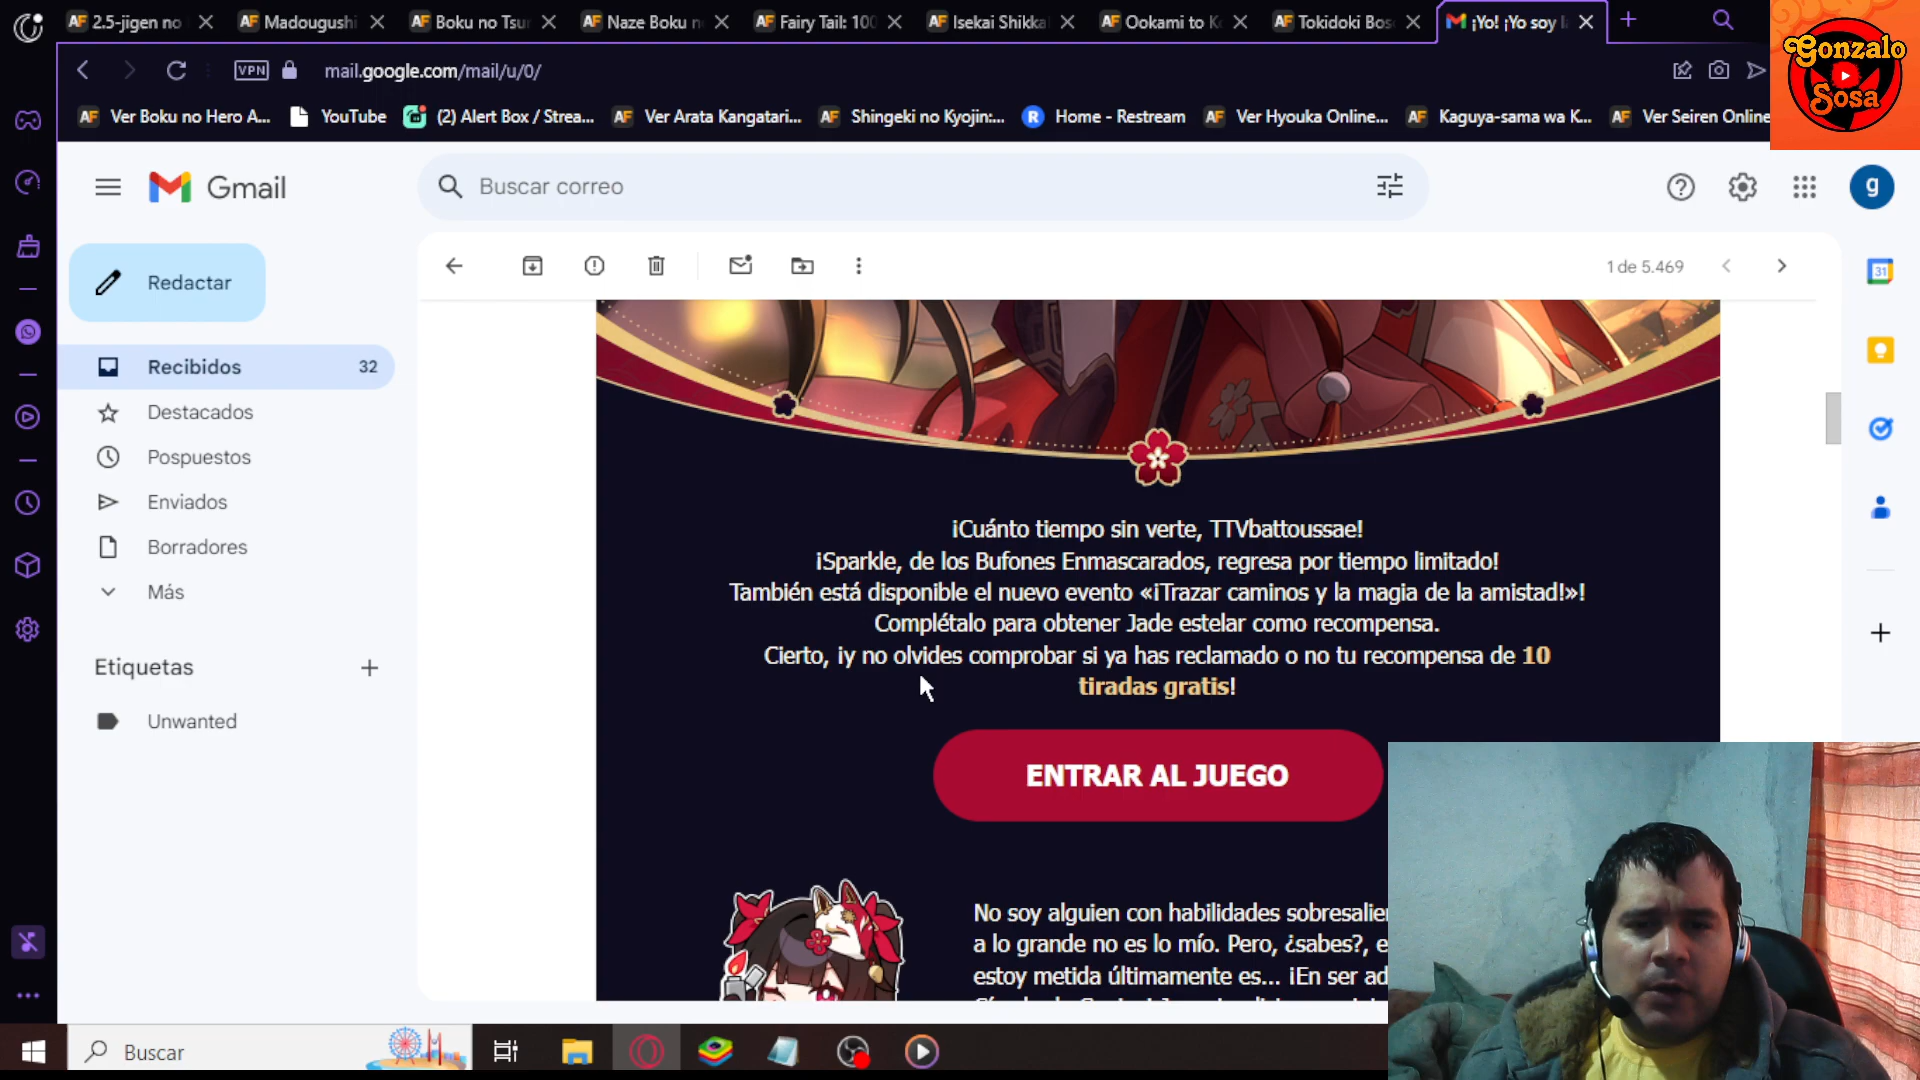 2.5-jigen no
Madougushi
Boku no Tsu
Naze Boku n
Fairy Tail: 100
Isekai Shikka
Ookami to K
Tokidoki Bos
¡Yo! ¡Yo soy l
Gonzalo
Sosa
VPN
mail.google.com/mail/u/0/
Ver Boku no Hero A...
YouTube
(2) Alert Box / Strea...
Ver Arata Kangatari...
Shingeki no Kyojin:...
Home - Restream
Ver Hyouka Online...
Kaguya-sama wa K...
Ver Seiren Online
Gmail
Buscar correo
g
Redactar
1 de 5.469
31
Recibidos 32
Destacados
Pospuestos
Enviados
Borradores
Más
Etiquetas
Unwanted
¡Cuánto tiempo sin verte, TTVbattoussae!
¡Sparkle, de los Bufones Enmascarados, regresa por tiempo limitado!
También está disponible el nuevo evento «¡Trazar caminos y la magia de la amistad!»!
Complétalo para obtener Jade estelar como recompensa.
Cierto, ¡y no olvides comprobar si ya has reclamado o no tu recompensa de 10
tiradas gratis!
ENTRAR AL JUEGO
No soy alguien con habilidades sobresalien
a lo grande no es lo mío. Pero, ¿sabes?, e
estoy metida últimamente es... ¡En ser ad
Buscar